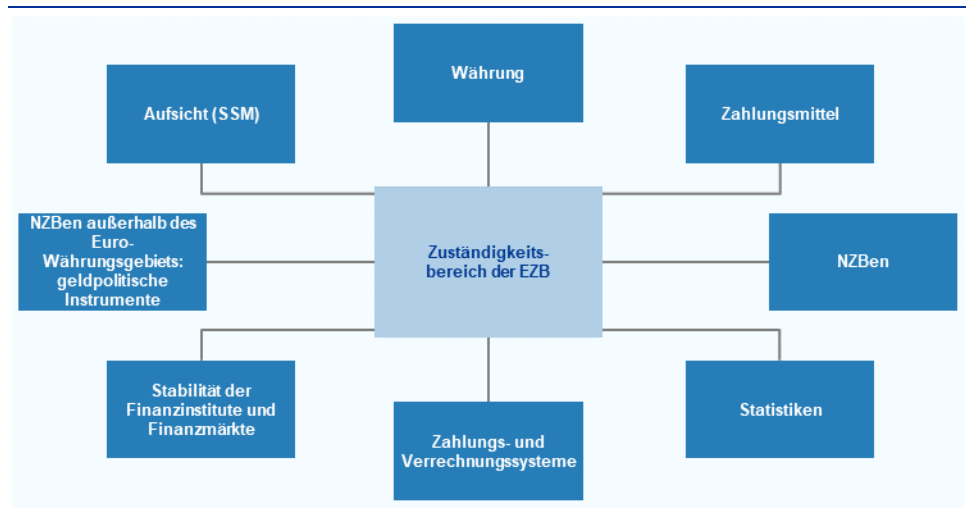 Währung
Aufsicht (SSM)
Zahlungsmittel
NZBen außerhalb des
Euro-
Währungsgebiets:
geldpolitische
Instrumente
Zuständigkeits-
bereich der EZB
NZBen
Stabilität der
Finanzinstitute und
Finanzmärkte
Zahlungs- und
Verrechnungssysteme
Statistiken